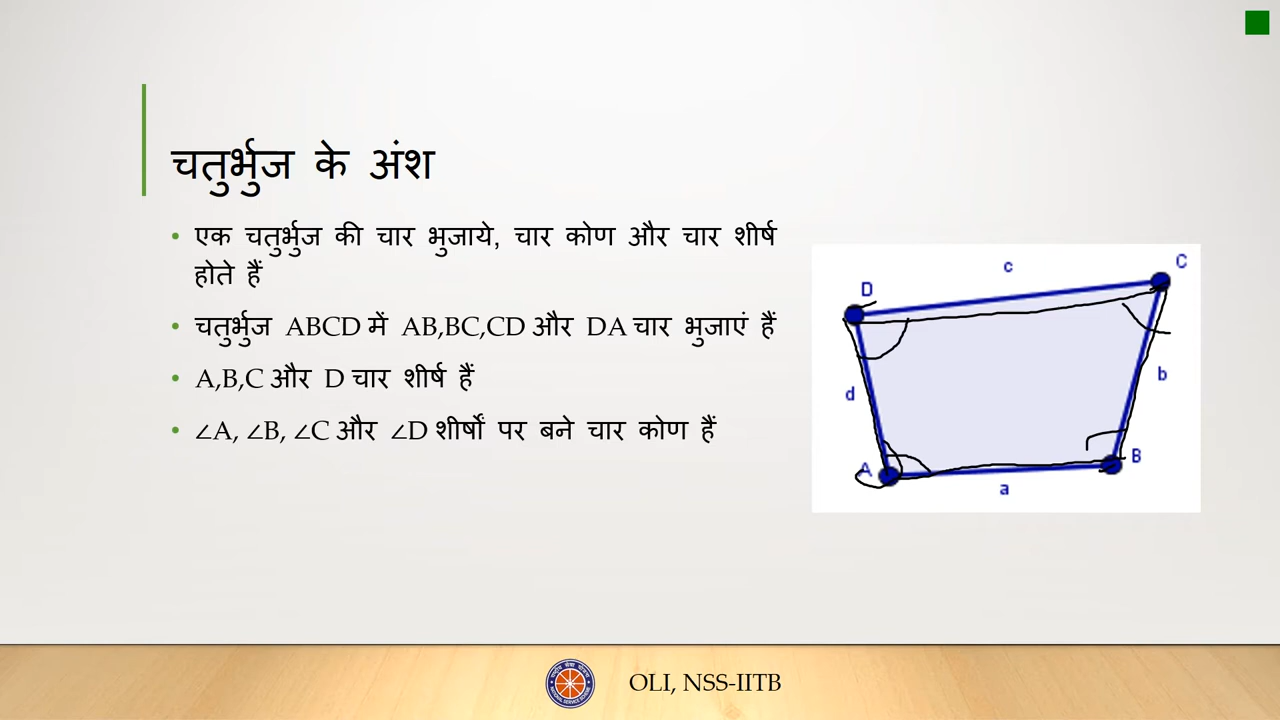 चतुर्भुज के अंश
• एक चतुर्भुज की चार भुजाये, चार कोण और चार शीर्ष
होते हैं
• चतुर्भुज ABCD में AB,BC,CD और DA चार भुजाएं हैं
• A,B,C और D चार शीर्ष हैं
• ∠A, ∠B, ∠C और ∠D शीर्षों पर बने चार कोण हैं
c
C
D
d
b
A
B
a
OLI, NSS-IITB